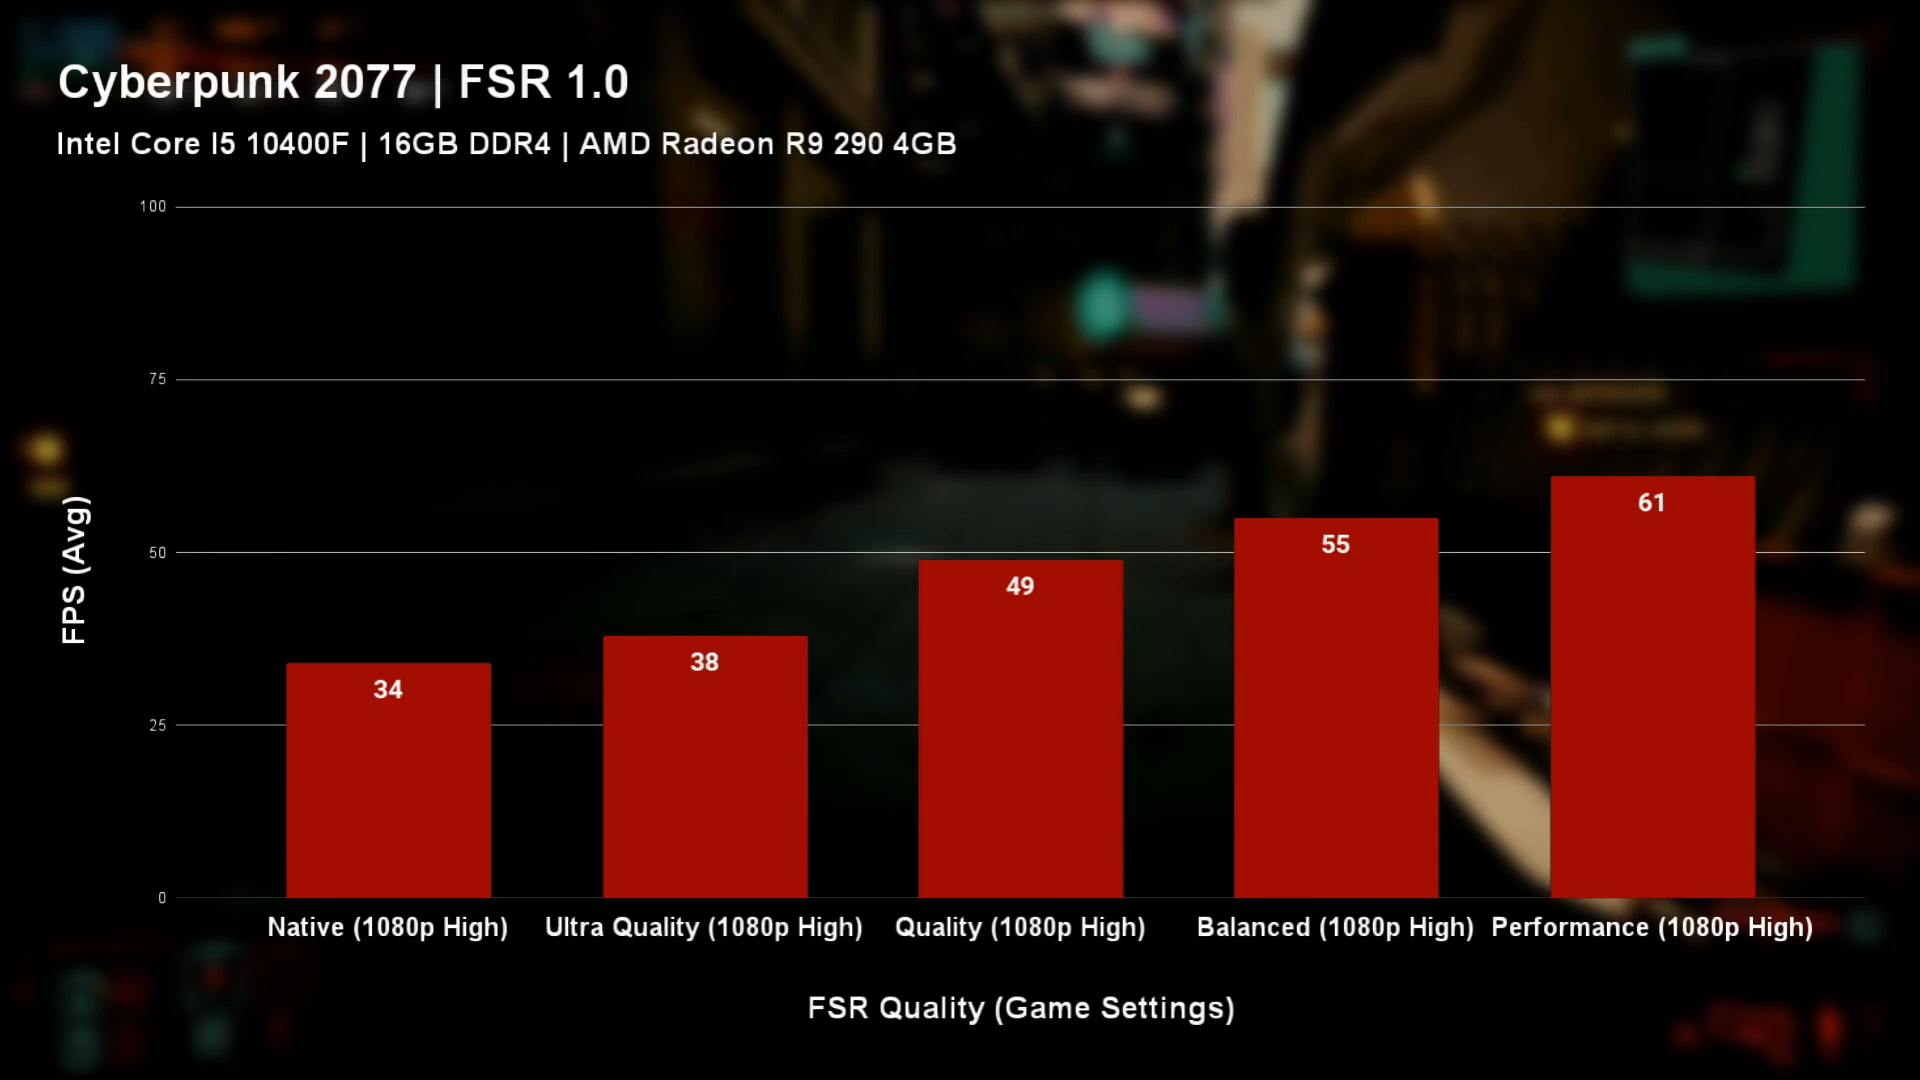 Cyberpunk 2077 | FSR 1.0
Intel Core I5 10400F | 16GB DDR4 | AMD Radeon R9 290 4GB
100
75
50
25
0
FPS (Avg)
34
38
49
55
61
Native (1080p High)
Ultra Quality (1080p High)
Quality (1080p High)
Balanced (1080p High)
Performance (1080p High)
FSR Quality (Game Settings)